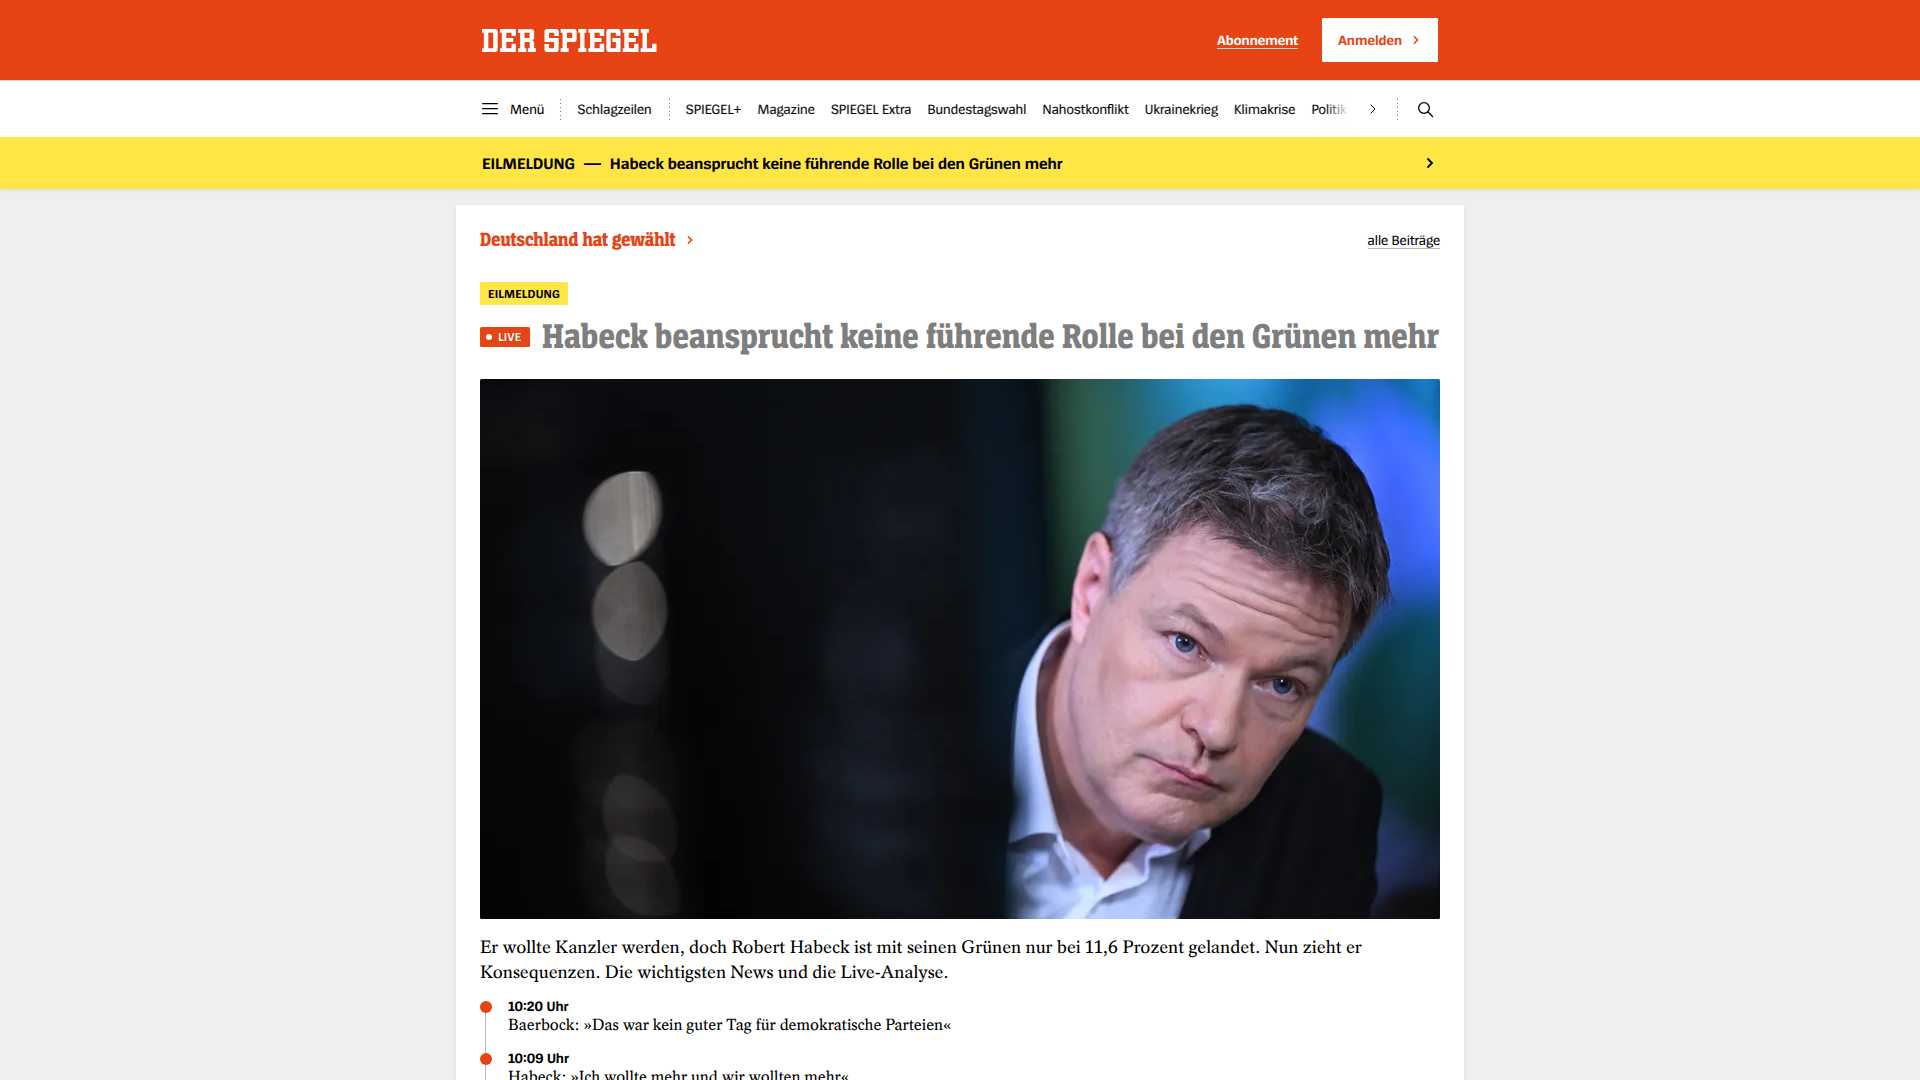 DER SPIEGEL
Abonnement
Anmelden
Menü
Schlagzeilen
SPIEGEL+
Magazine
SPIEGEL Extra
Bundestagswahl
Nahostkonflikt
Ukrainekrieg
Klimakrise
Politik
EILMELDUNG — Habeck beansprucht keine führende Rolle bei den Grünen mehr
Deutschland hat gewählt
alle Beiträge
EILMELDUNG
LIVE Habeck beansprucht keine führende Rolle bei den Grünen mehr
Er wollte Kanzler werden, doch Robert Habeck ist mit seinen Grünen nur bei 11,6 Prozent gelandet. Nun zieht er
Konsequenzen. Die wichtigsten News und die Live-Analyse.
10:20 Uhr
Baerbock: »Das war kein guter Tag für demokratische Parteien«
10:09 Uhr
Habeck: »Ich wollte mehr und wir wollten mehr«